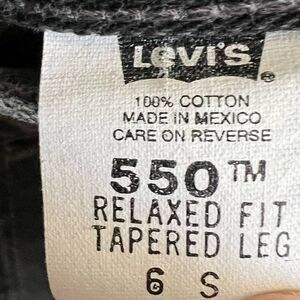 LEVI'S ®
100% COTTON
MADE IN MEXICO
CARE ON REVERSE
550™
RELAXED FIT
TAPERED LEG
6 S